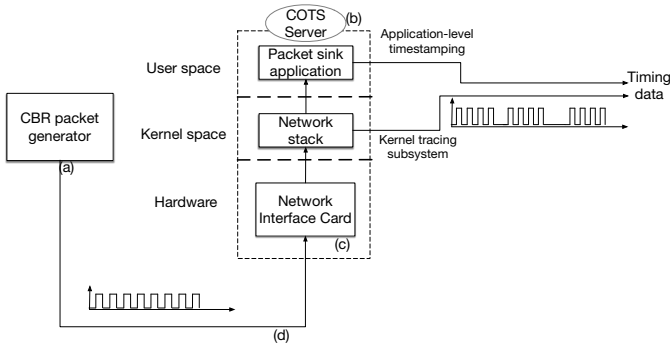 COTS
Server
(b)
Application-level
timestamping
User space
Packet sink
application
Timing
data
CBR packet
generator
(a)
Kernel space
Network
stack
Kernel tracing
subsystem
Hardware
Network
Interface Card
(c)
(d)